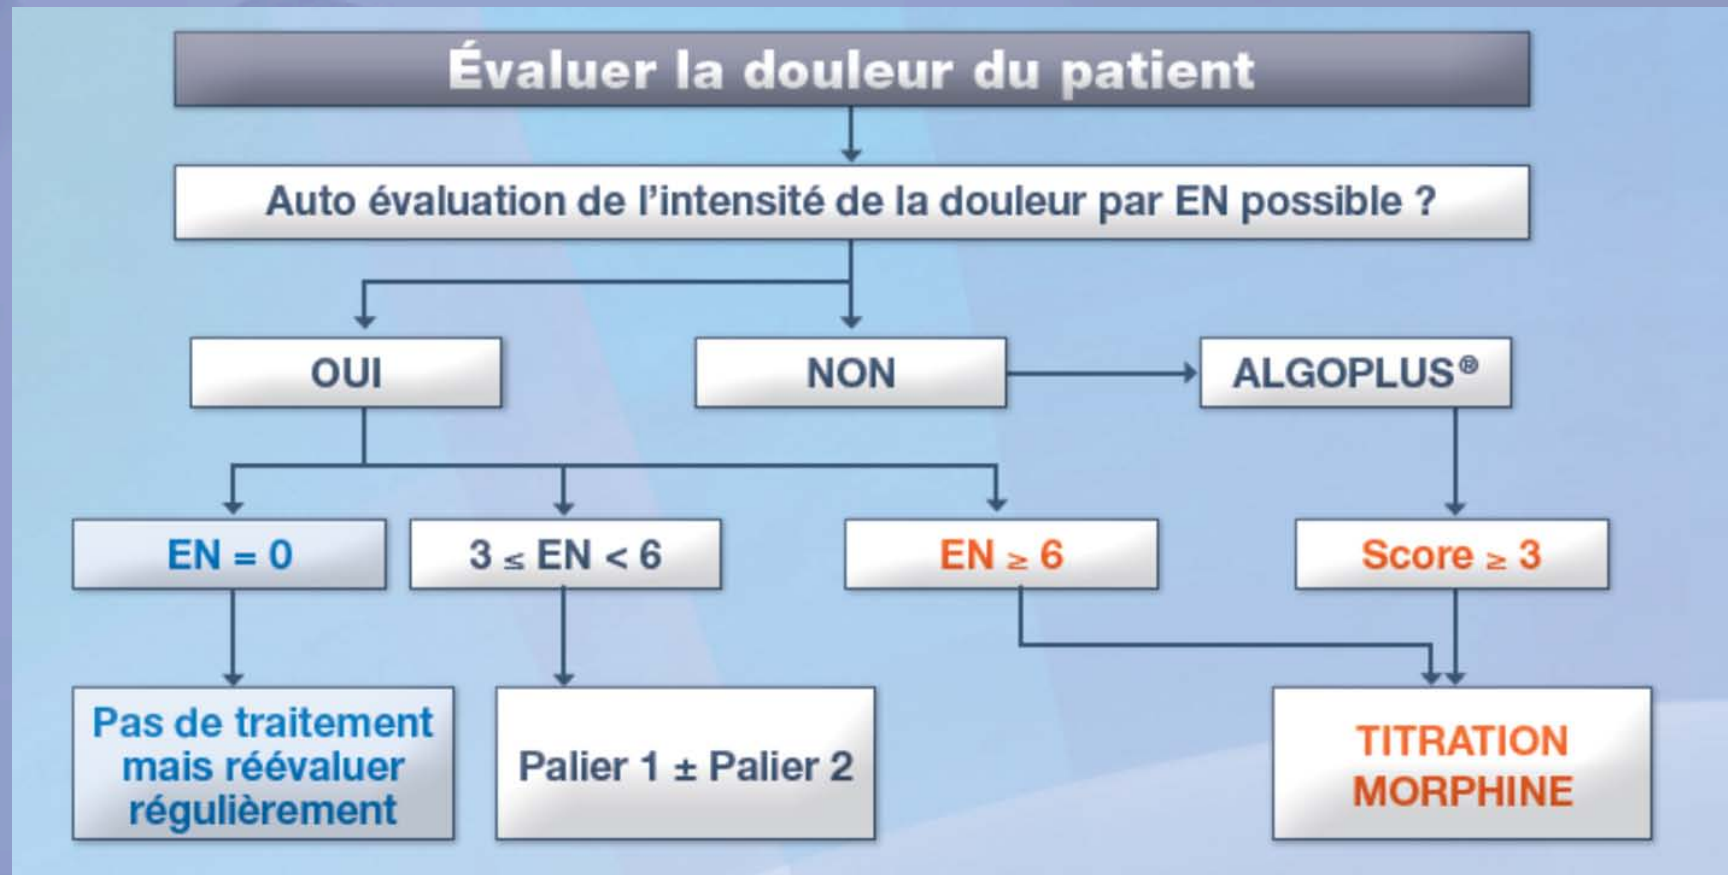 Évaluer la douleur du patient
Auto évaluation de l’intensité de la douleur par EN possible ?
OUI
NON
ALGOPLUS®
EN = 0
3 ≤ EN < 6
EN ≥ 6
Score ≥ 3
Pas de traitement
mais réévaluer
régulièrement
Palier 1 ± Palier 2
TITRATION
MORPHINE